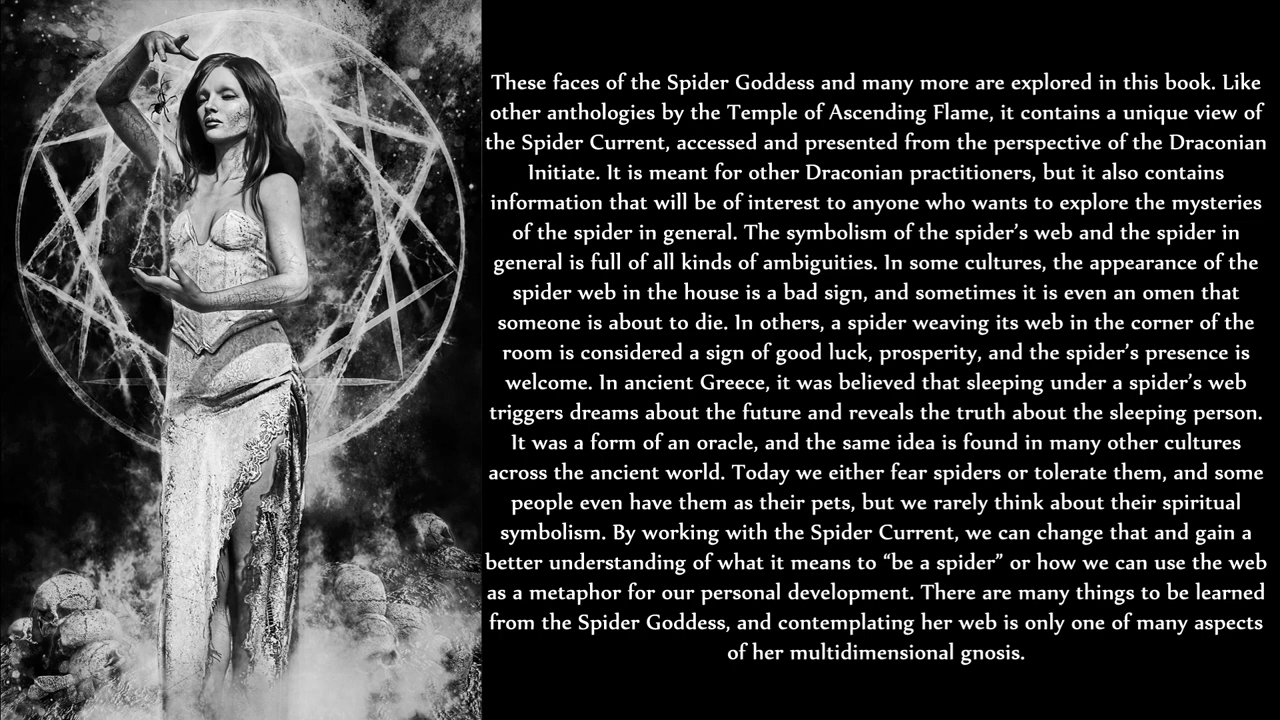 These faces of the Spider Goddess and many more are explored in this book. Like
other anthologies by the Temple of Ascending Flame, it contains a unique view of
the Spider Current, accessed and presented from the perspective of the Draconian
Initiate. It is meant for other Draconian practitioners, but it also contains
information that will be of interest to anyone who wants to explore the mysteries
of the spider in general. The symbolism of the spider’s web and the spider in
general is full of all kinds of ambiguities. In some cultures, the appearance of the
spider web in the house is a bad sign, and sometimes it is even an omen that
someone is about to die. In others, a spider weaving its web in the corner of the
room is considered a sign of good luck, prosperity, and the spider’s presence is
welcome. In ancient Greece, it was believed that sleeping under a spider’s web
triggers dreams about the future and reveals the truth about the sleeping person.
It was a form of an oracle, and the same idea is found in many other cultures
across the ancient world. Today we either fear spiders or tolerate them, and some
people even have them as their pets, but we rarely think about their spiritual
symbolism. By working with the Spider Current, we can change that and gain a
better understanding of what it means to “be a spider” or how we can use the web
as a metaphor for our personal development. There are many things to be learned
from the Spider Goddess, and contemplating her web is only one of many aspects
of her multidimensional gnosis.